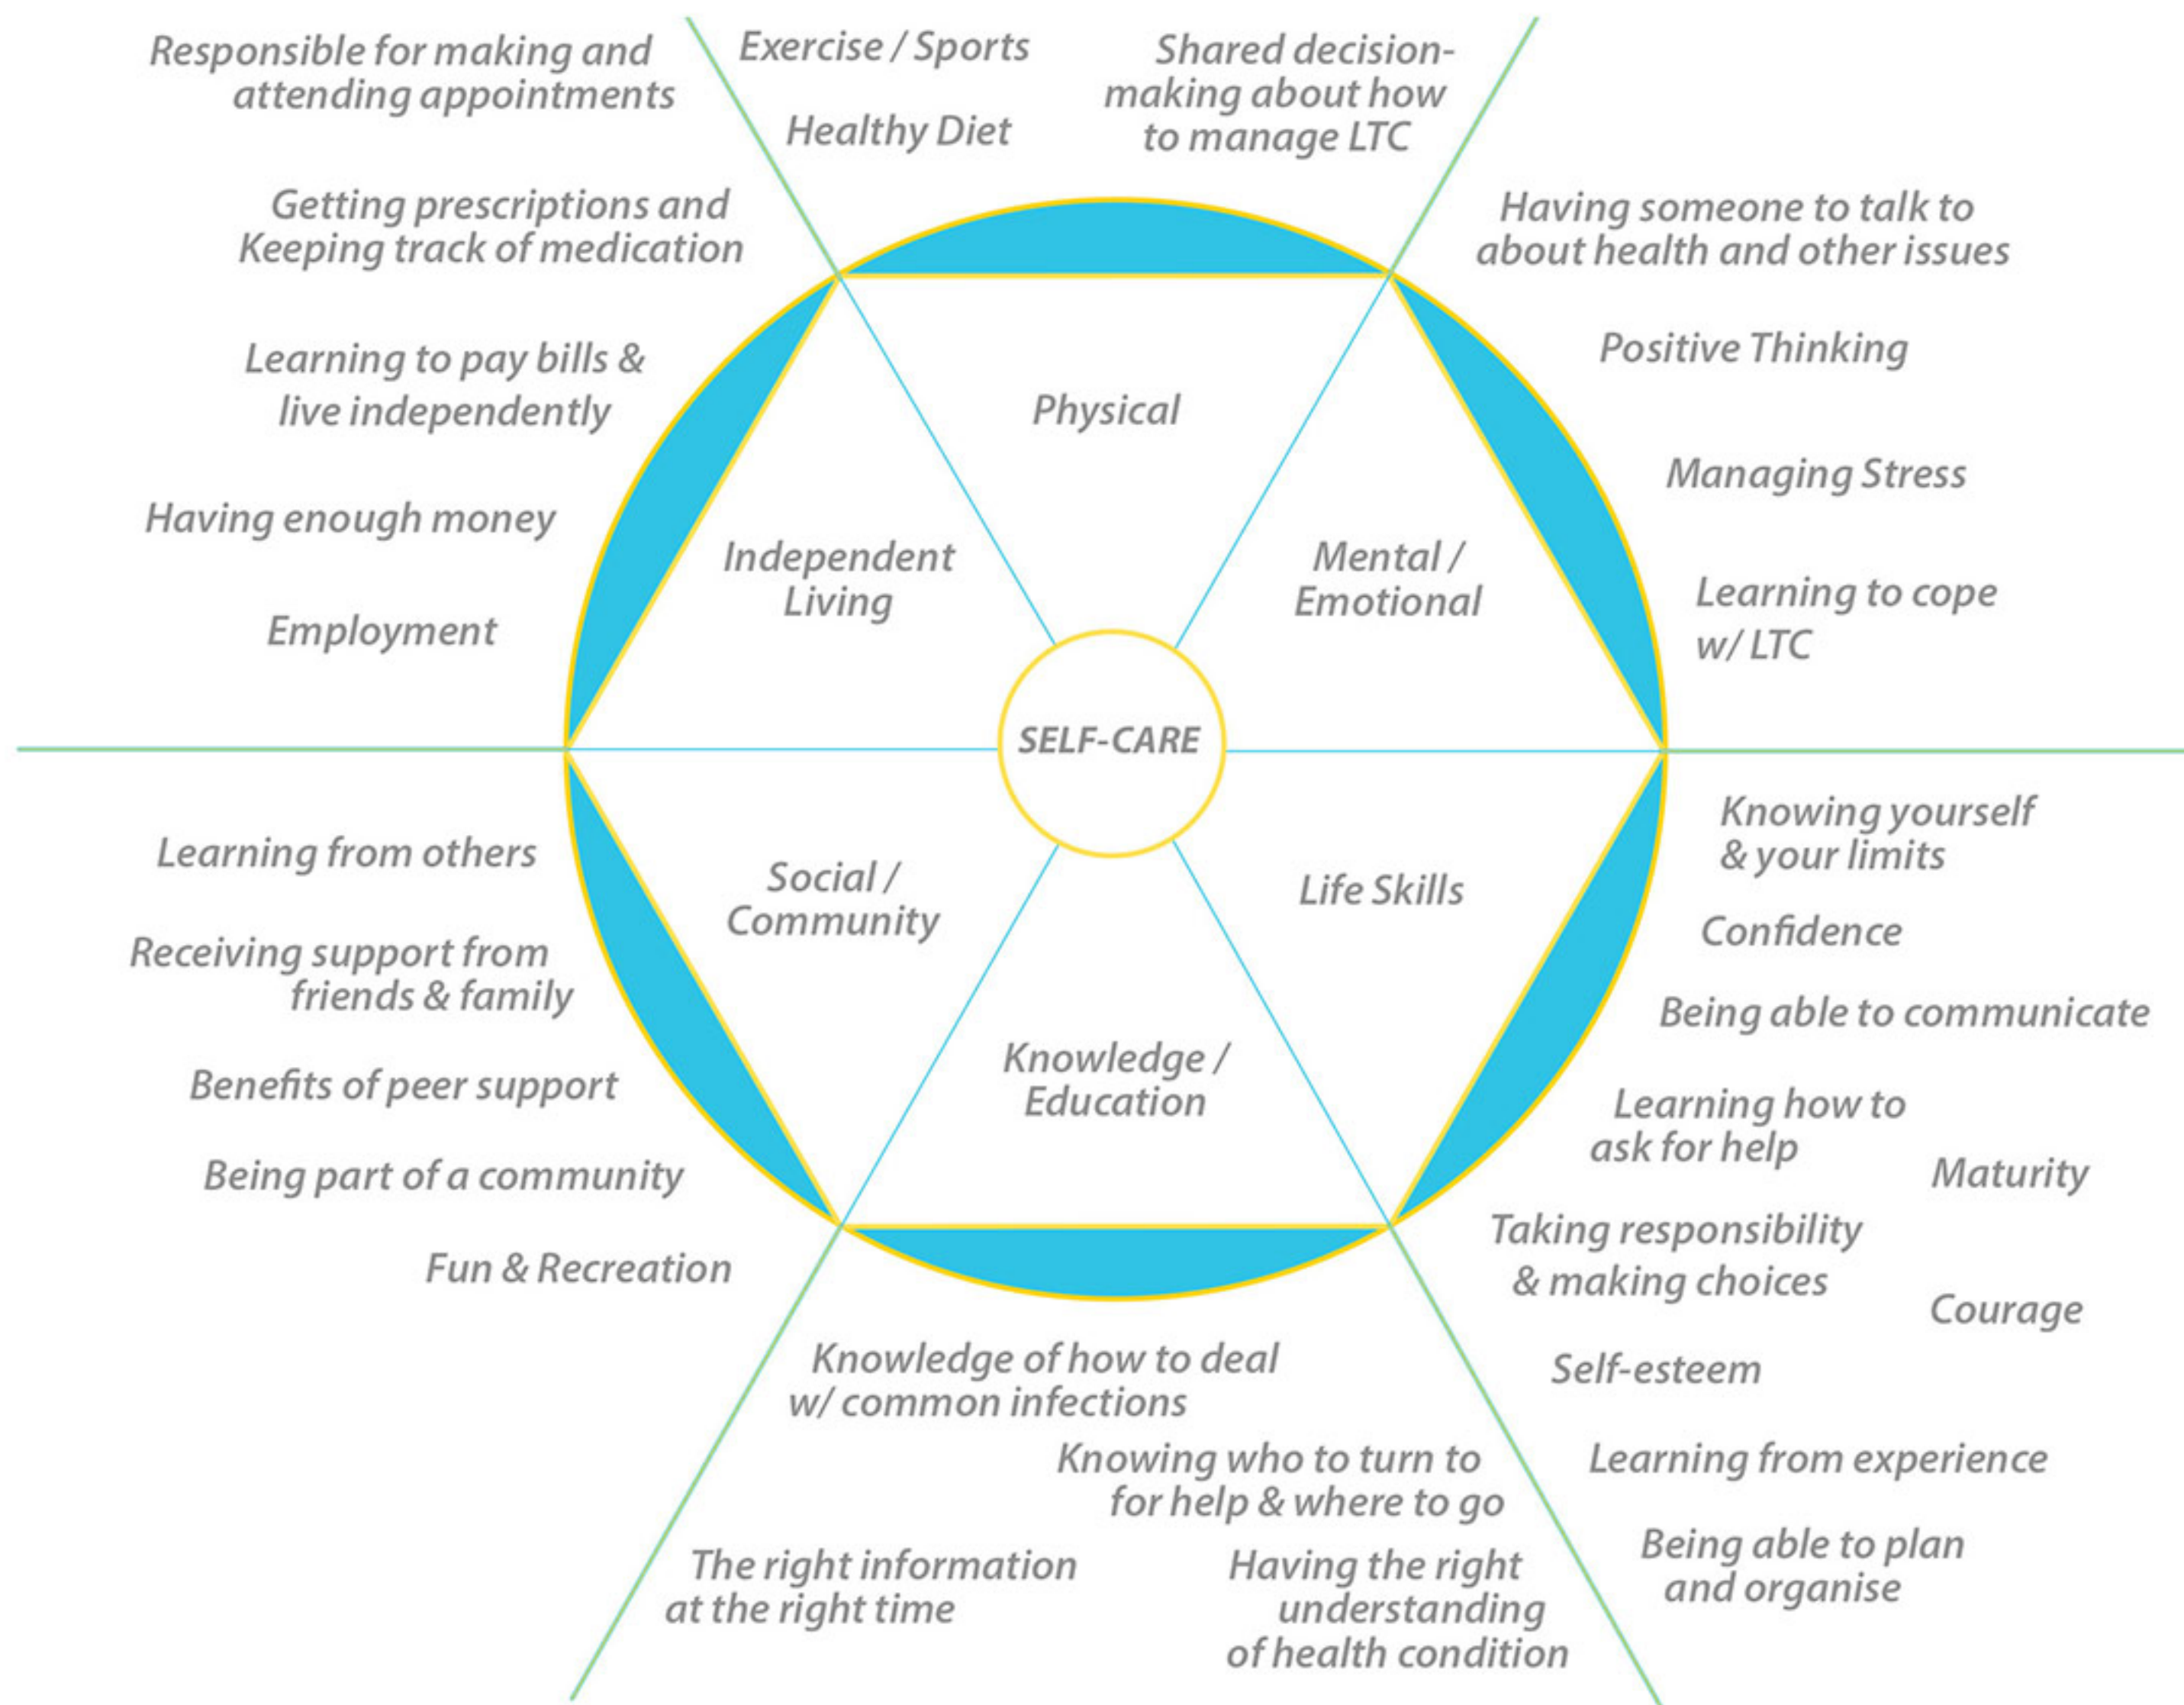 Responsible for making and
attending appointments
Getting prescriptions and
Keeping track of medication
Learning to pay bills &
live independently
Having enough money
Employment
Exercise / Sports
Healthy Diet
Shared decision-
making about how
to manage LTC
Having someone to talk to
about health and other issues
Positive Thinking
Managing Stress
Learning to cope
w/ LTC
Physical
Independent
Living
Mental /
Emotional
SELF-CARE
Social /
Community
Life Skills
Knowledge /
Education
Learning from others
Receiving support from
friends & family
Benefits of peer support
Being part of a community
Fun & Recreation
Knowledge of how to deal
w/ common infections
Knowing who to turn to
for help & where to go
The right information
at the right time
Having the right
understanding
of health condition
Knowing yourself
& your limits
Confidence
Being able to communicate
Learning how to
ask for help
Maturity
Taking responsibility
& making choices
Courage
Self-esteem
Learning from experience
Being able to plan
and organise